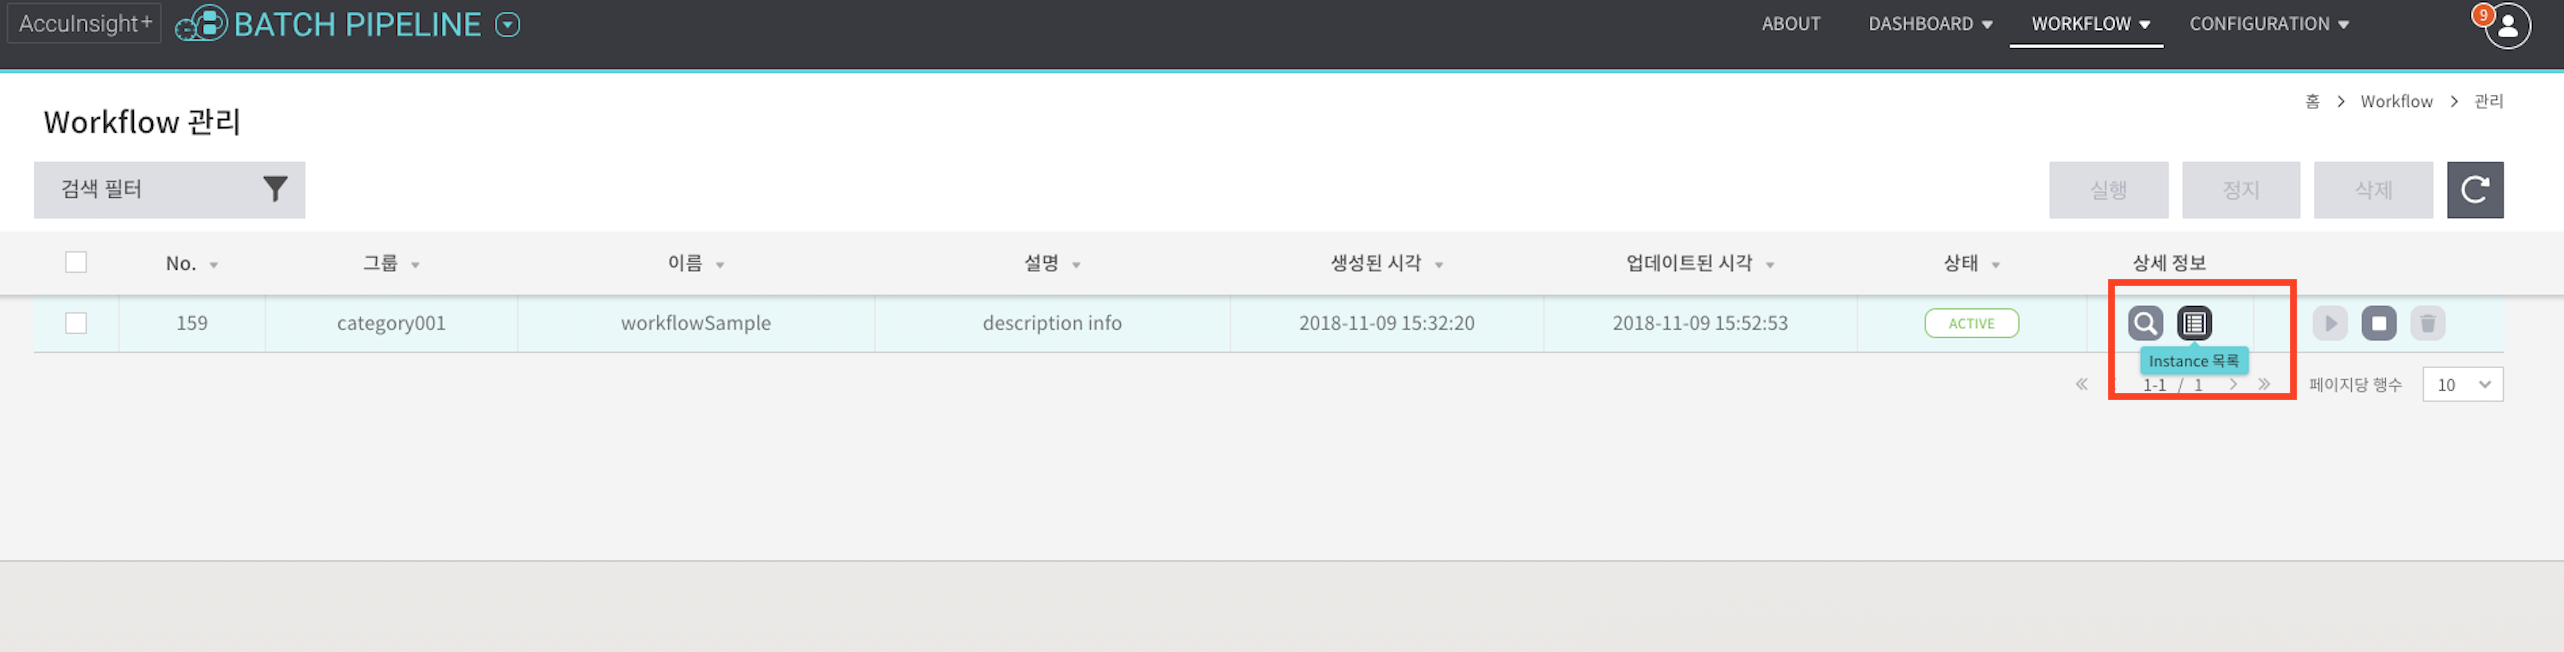 AccuInsight+ BATCH PIPELINE ABOUT DASHBOARD WORKFLOW CONFIGURATION 9
홈 > Workflow > 관리
Workflow 관리
검색 필터 실행 정지 삭제
No. 그룹 이름 설명 생성된 시각 업데이트된 시각 상태 상세 정보
159 category001 workflowSample description info 2018-11-09 15:32:20 2018-11-09 15:52:53 ACTIVE
Instance 목록
« 1-1 / 1 > » 페이지당 행수 10